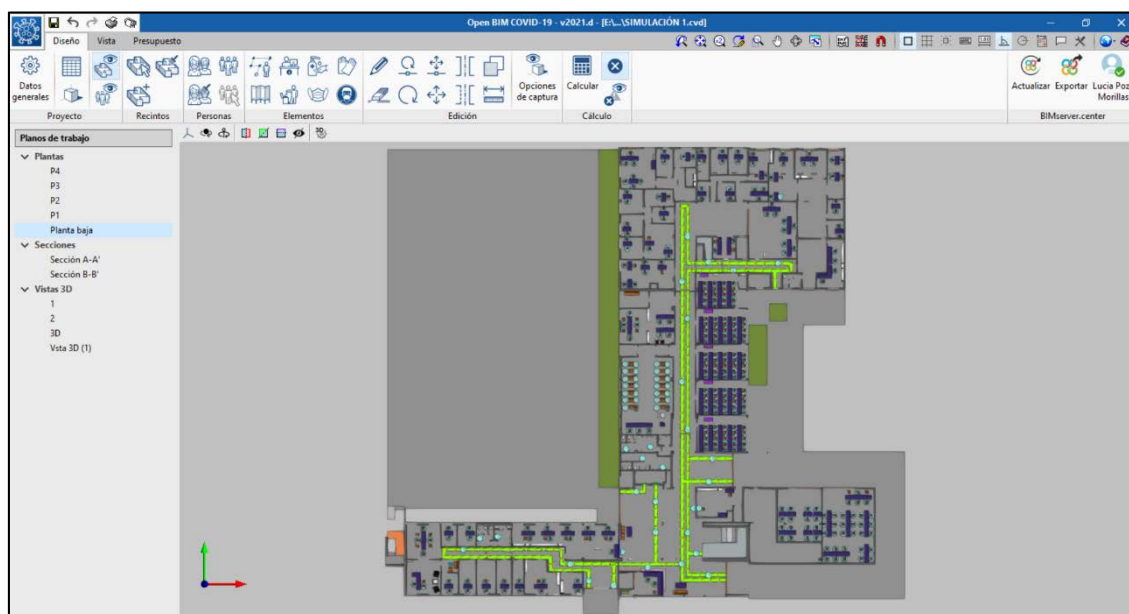 Open BIM COVID-19 - v2021.d - [E:\...\SIMULACIÓN 1.cvd]
Diseño Vista Presupuesto
Datos generales
Opciones de captura
Calcular
Actualizar Exportar Lucia Poz Morillas
Proyecto Recintos Personas Elementos Edición Cálculo BIMserver.center
Planos de trabajo
Plantas
P4
P3
P2
P1
Planta baja
Secciones
Sección A-A'
Sección B-B'
Vistas 3D
1
2
3D
Vsta 3D (1)